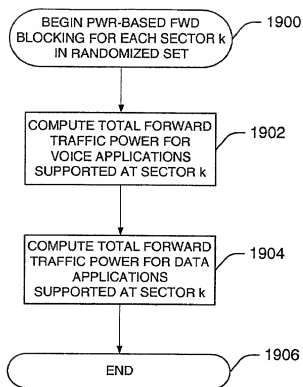 BEGIN PWR-BASED FWD
BLOCKING FOR EACH SECTOR k
IN RANDOMIZED SET
1900
COMPUTE TOTAL FORWARD
TRAFFIC POWER FOR
VOICE APPLICATIONS
SUPPORTED AT SECTOR k
1902
COMPUTE TOTAL FORWARD
TRAFFIC POWER FOR DATA
APPLICATIONS
SUPPORTED AT SECTOR k
1904
END
1906